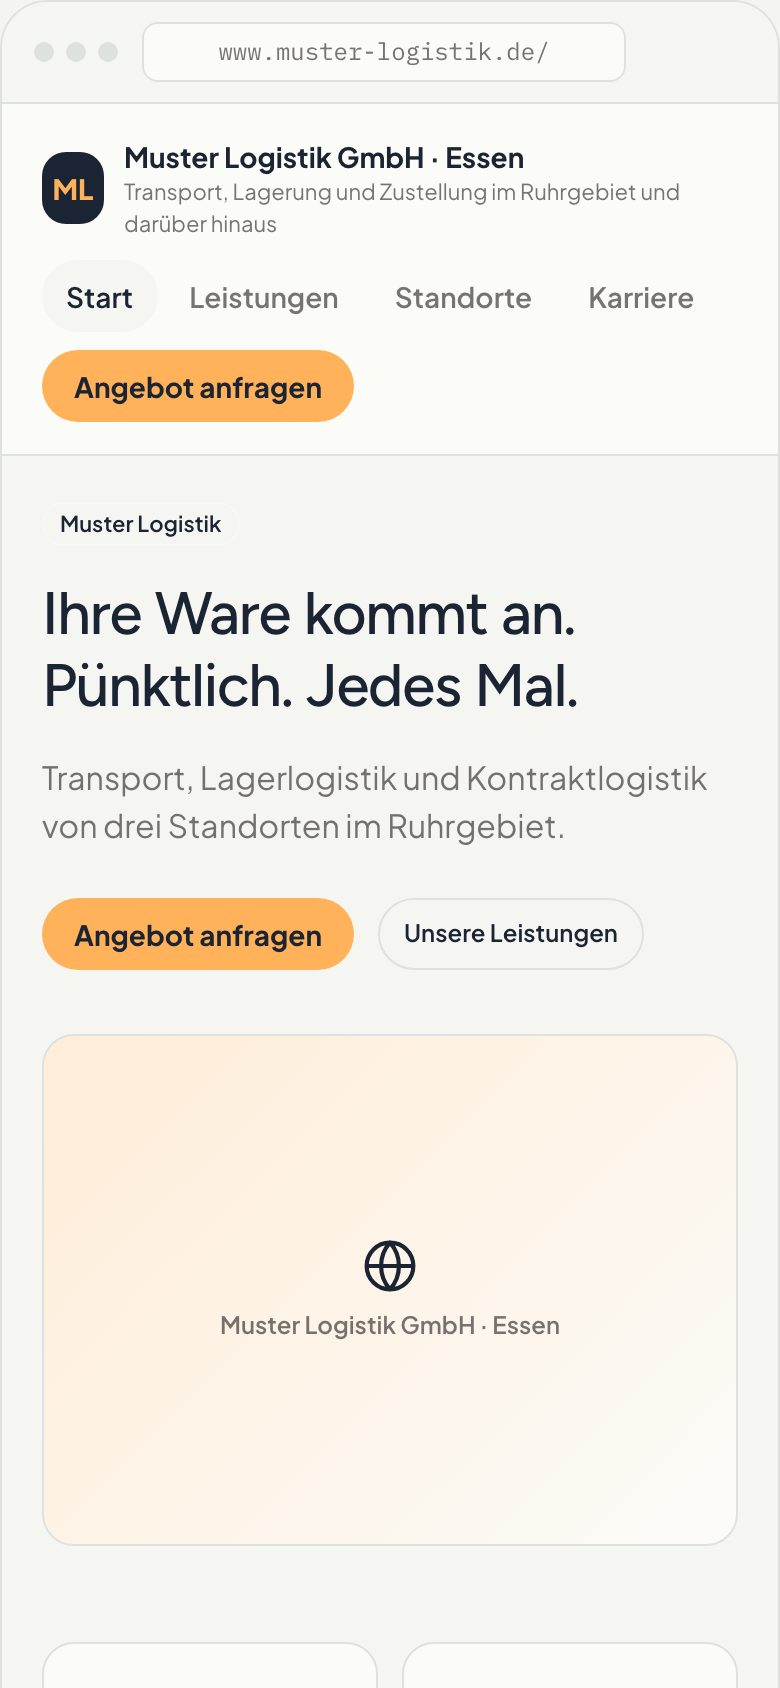 www.muster-logistik.de/
ML
Muster Logistik GmbH · Essen
Transport, Lagerung und Zustellung im Ruhrgebiet und
darüber hinaus
Start Leistungen Standorte Karriere
Angebot anfragen
Muster Logistik
Ihre Ware kommt an.
Pünktlich. Jedes Mal.
Transport, Lagerlogistik und Kontraktlogistik
von drei Standorten im Ruhrgebiet.
Angebot anfragen Unsere Leistungen
Muster Logistik GmbH · Essen